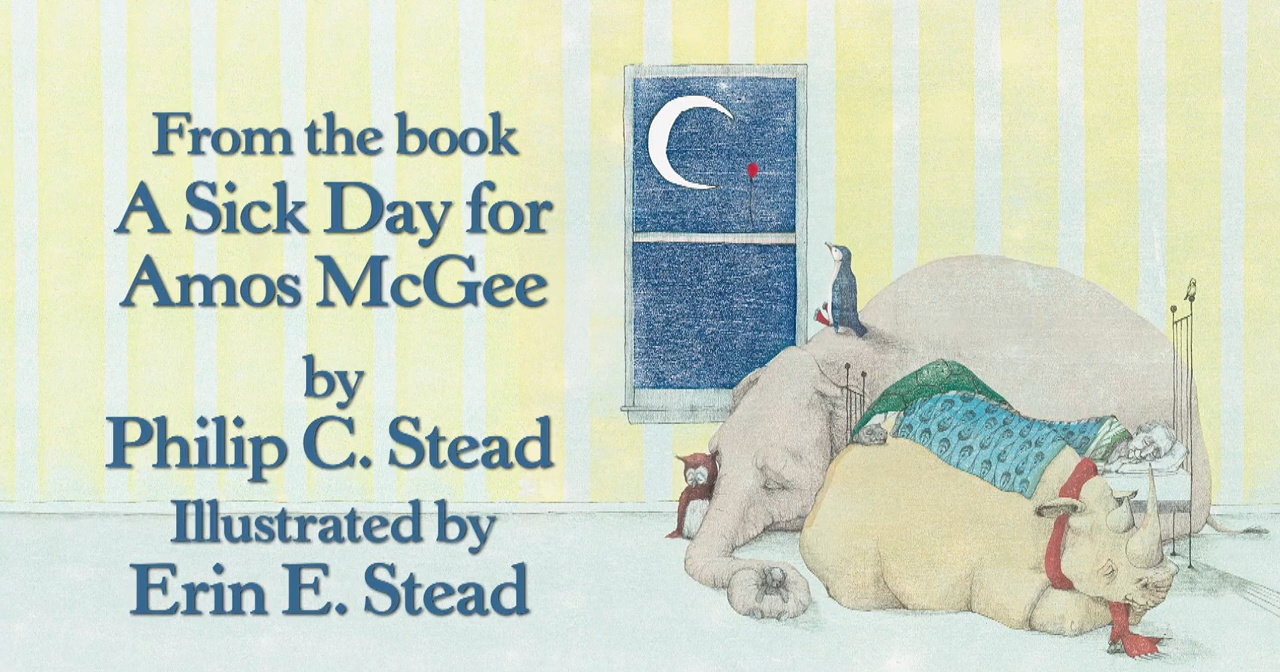 From the book
A Sick Day for
Amos McGee
by
Philip C. Stead
Illustrated by
Erin E. Stead